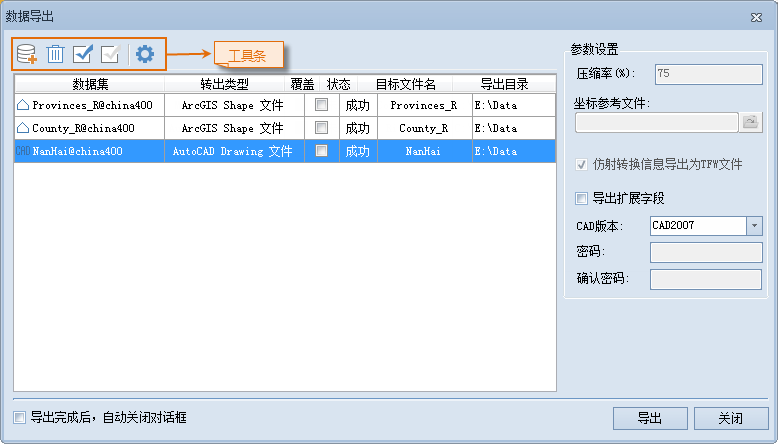 数据导出
工具条
数据集 转出类型 覆盖 状态 目标文件名 导出目录
Provinces_R@china400 ArcGIS Shape 文件 成功 Provinces_R E:\Data
County_R@china400 ArcGIS Shape 文件 成功 County_R E:\Data
CAD NanHai@china400 AutoCAD Drawing 文件 成功 NanHai E:\Data
参数设置
压缩率(%): 75
坐标参考文件:
仿射转换信息导出为TFW文件
导出扩展字段
CAD版本: CAD2007
密码:
确认密码:
导出完成后，自动关闭对话框
导出 关闭